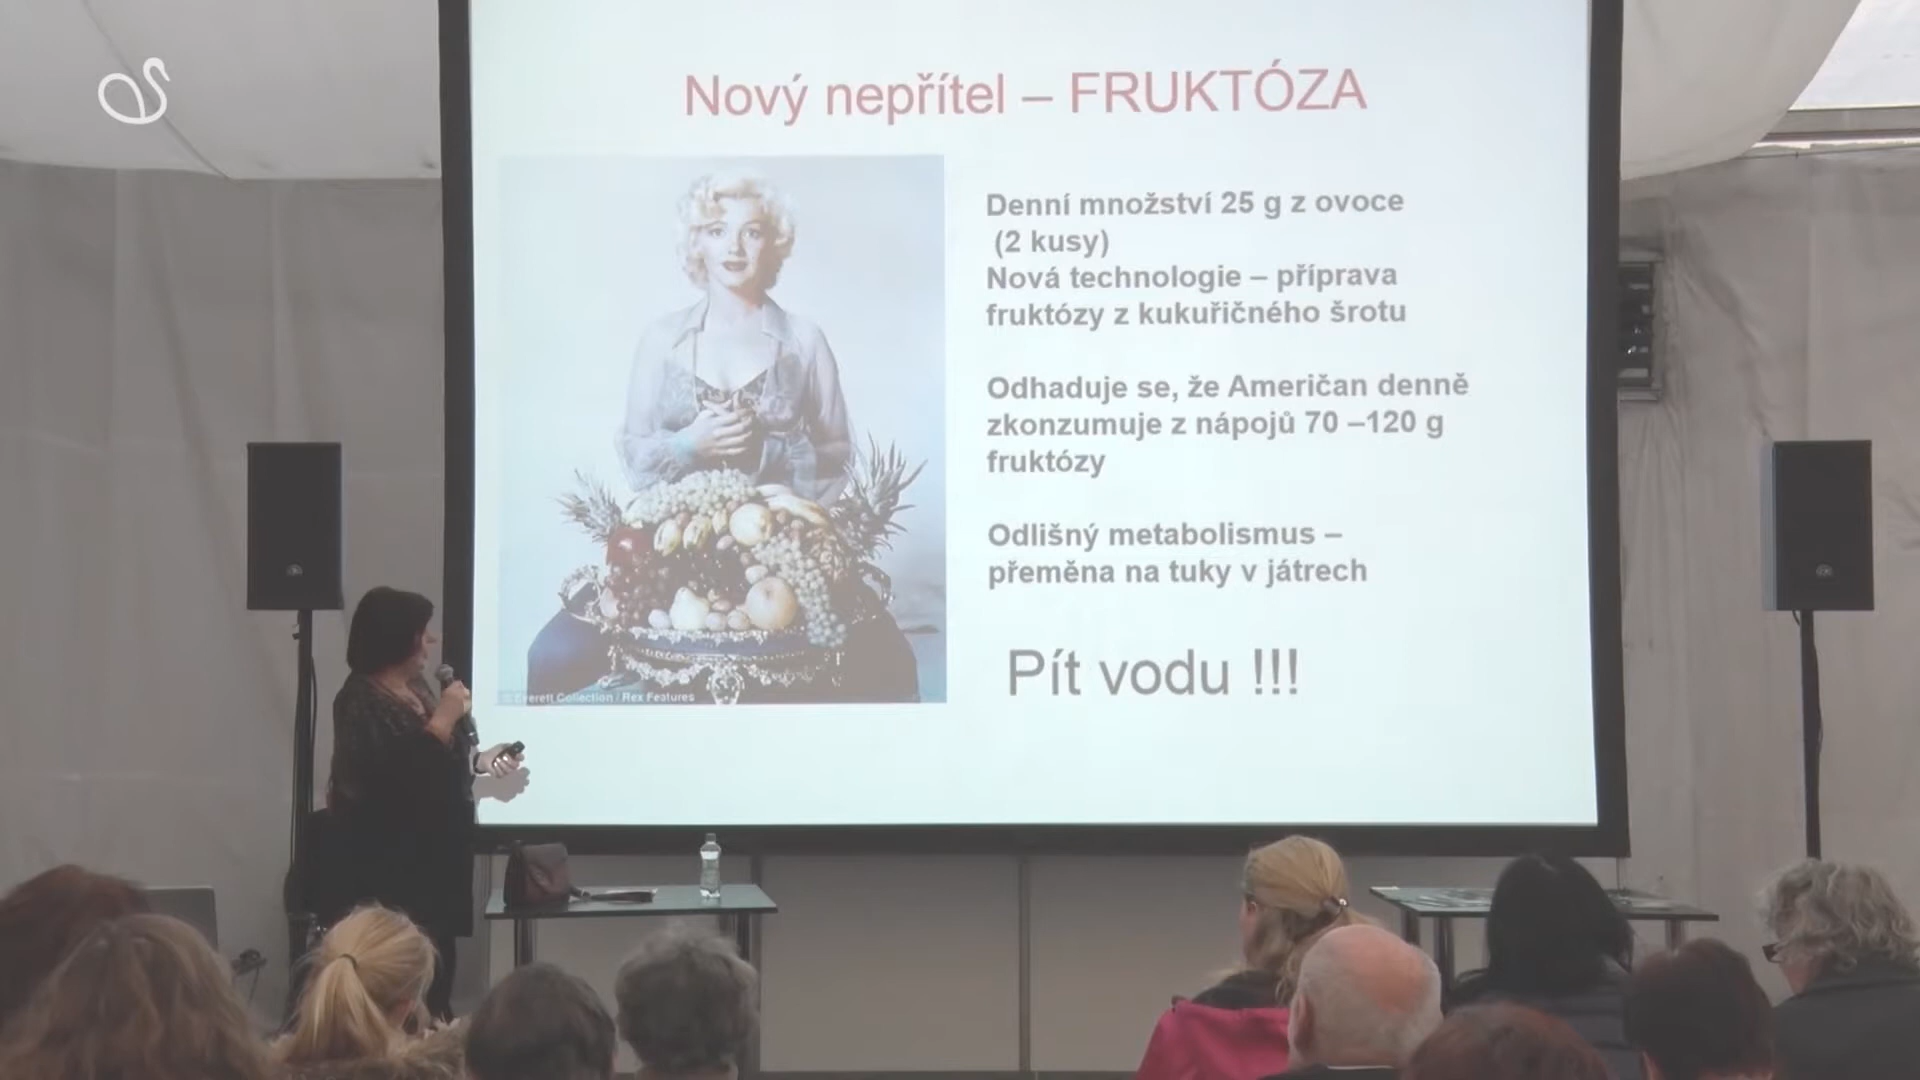 Nový nepřítel – FRUKTÓZA
Denní množství 25 g z ovoce
(2 kusy)
Nová technologie – příprava
fruktózy z kukuřičného šrotu
Odhaduje se, že Američan denně
zkonzumuje z nápojů 70 –120 g
fruktózy
Odlišný metabolismus –
přeměna na tuky v játrech
Pít vodu !!!
Everett Collection / Rex Features